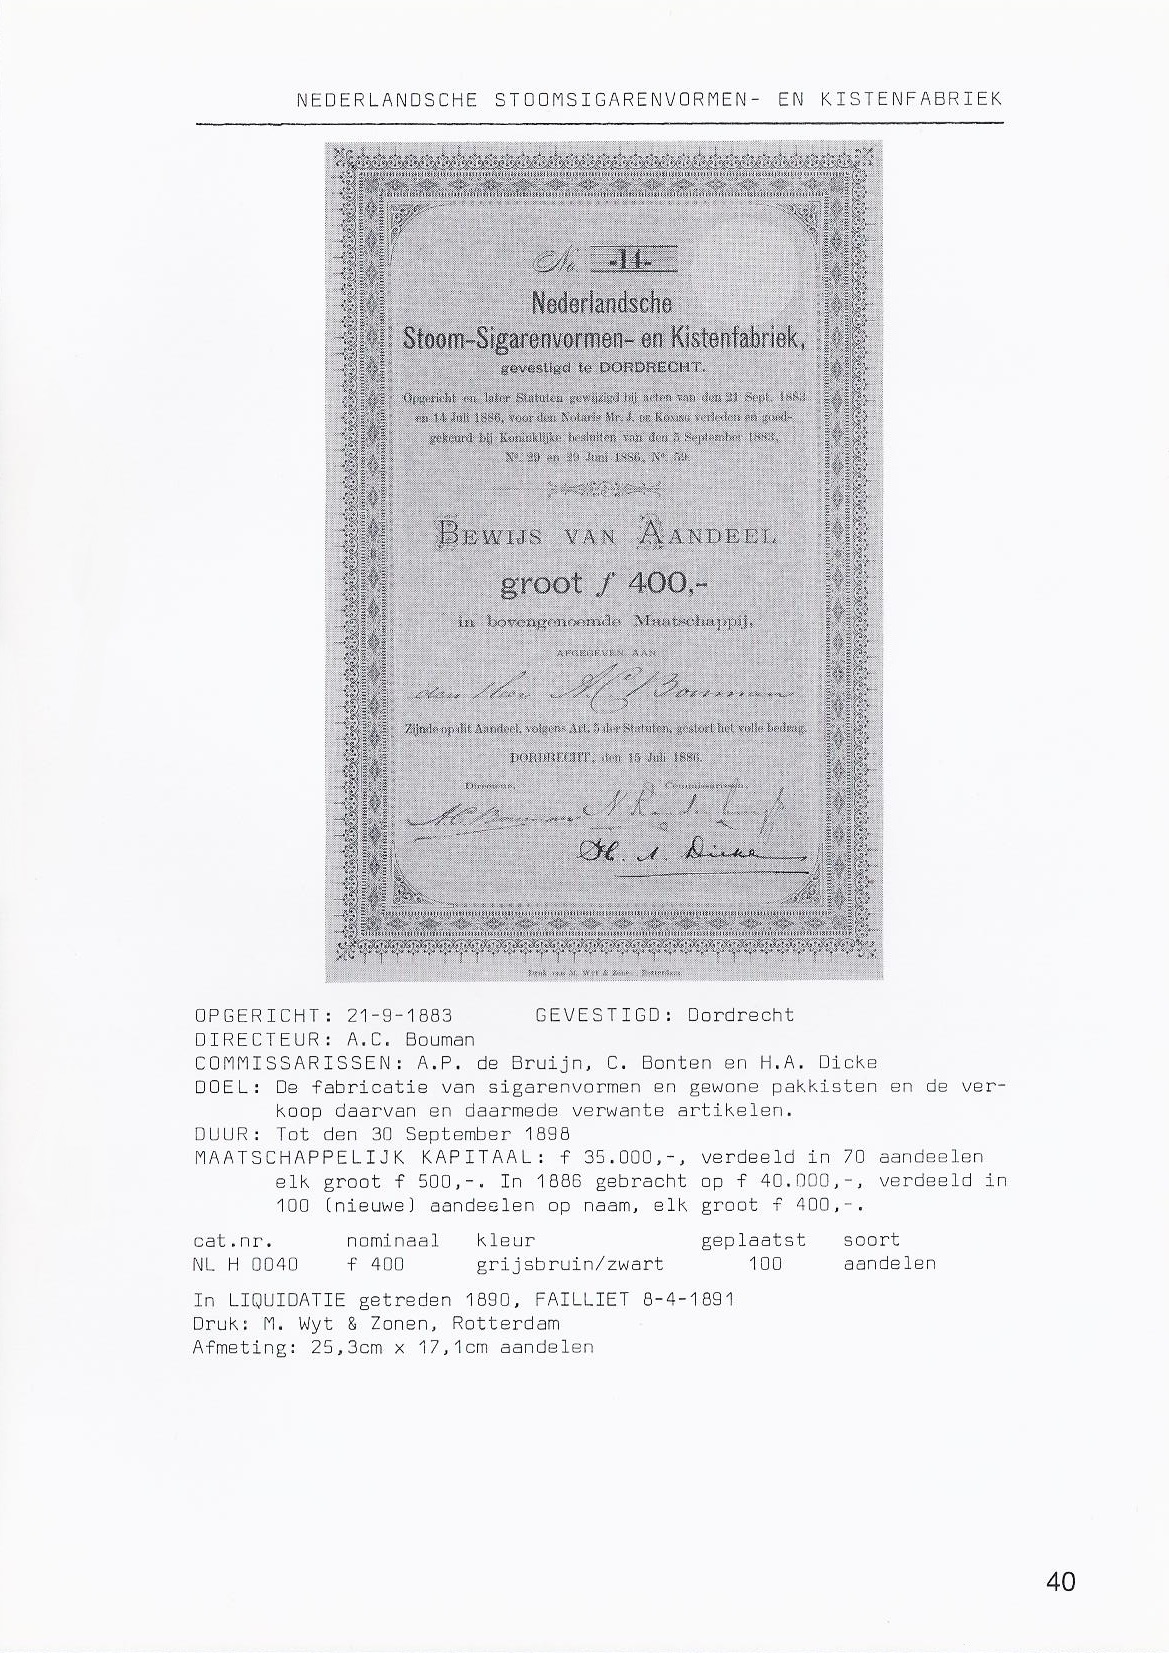 NEDERLANDSCHE STOOMSIGARENVORMEN- EN KISTENFABRIEK
No. -14-
Nederlandsche
Stoom-Sigarenvormen- en Kistenfabriek,
gevestigd te DORDRECHT.
Opgericht en later Statuten gewijzigd bij acten van den 21 Sept. 1883
en 14 Juli 1886, voor den Notaris Mr. J. verleden en goed-
gekeurd bij Koninklijke besluiten van den 5 September 1883,
No. 29 en 29 Juni 1886, No. 59.
BEWIJS VAN AANDEEL
groot f 400,-
in bovengenoemde Maatschappij,
AFGEGEVEN AAN
den Heer A.C. Bouman
Zijnde op dit Aandeel, volgens Art. 5 der Statuten, gestort het volle bedrag.
DORDRECHT, den 15 Juli 1886.
Directeur, Commissarissen,
AC Bouman
H. A. Dicke
Druk van M. Wyt & Zonen, Rotterdam
OPGERICHT: 21-9-1883 GEVESTIGD: Dordrecht
DIRECTEUR: A.C. Bouman
COMMISSARISSEN: A.P. de Bruijn, C. Bonten en H.A. Dicke
DOEL: De fabricatie van sigarenvormen en gewone pakkisten en de ver-
koop daarvan en daarmede verwante artikelen.
DUUR: Tot den 30 September 1898
MAATSCHAPPELIJK KAPITAAL: f 35.000,-, verdeeld in 70 aandeelen
elk groot f 500,-. In 1886 gebracht op f 40.000,-, verdeeld in
100 (nieuwe) aandeelen op naam, elk groot f 400,-.
cat.nr. nominaal kleur geplaatst soort
NL H 0040 f 400 grijsbruin/zwart 100 aandelen
In LIQUIDATIE getreden 1890, FAILLIET 8-4-1891
Druk: M. Wyt & Zonen, Rotterdam
Afmeting: 25,3cm x 17,1cm aandelen
40